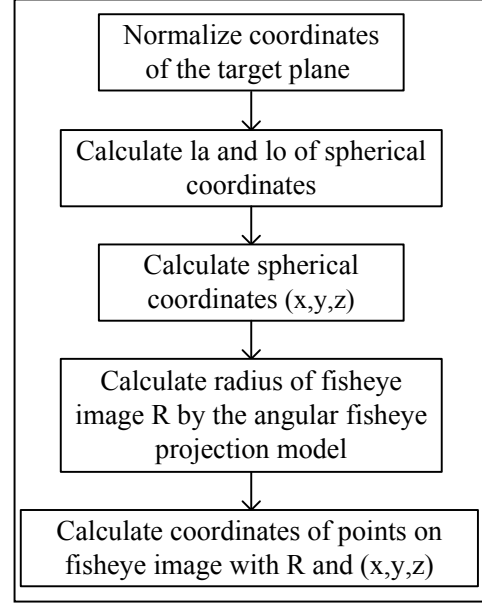 Normalize coordinates
of the target plane
Calculate la and lo of spherical
coordinates
Calculate spherical
coordinates (x,y,z)
Calculate radius of fisheye
image R by the angular fisheye
projection model
Calculate coordinates of points on
fisheye image with R and (x,y,z)